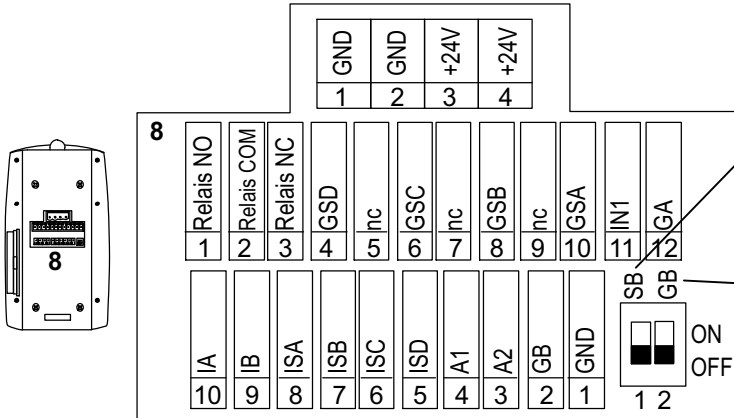 GND GND +24V +24V
1 2 3 4
8
Relais NO Relais COM Relais NC GSD nc GSC nc GSB nc GSA IN1 GA
1 2 3 4 5 6 7 8 9 10 11 12
8
SB GB
IA IB ISA ISB ISC ISD A1 A2 GB GND
10 9 8 7 6 5 4 3 2 1
ON
OFF
1 2